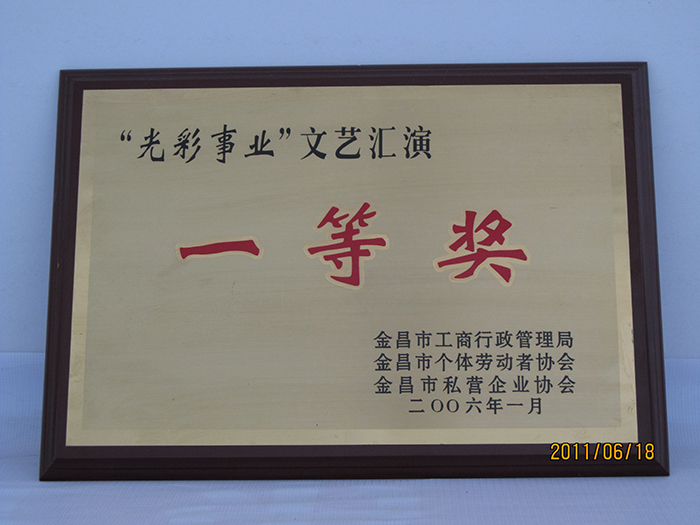 “光彩事业”文艺汇演
一等奖
金昌市工商行政管理局
金昌市个体劳动者协会
金昌市私营企业协会
二〇〇六年一月
2011/06/18